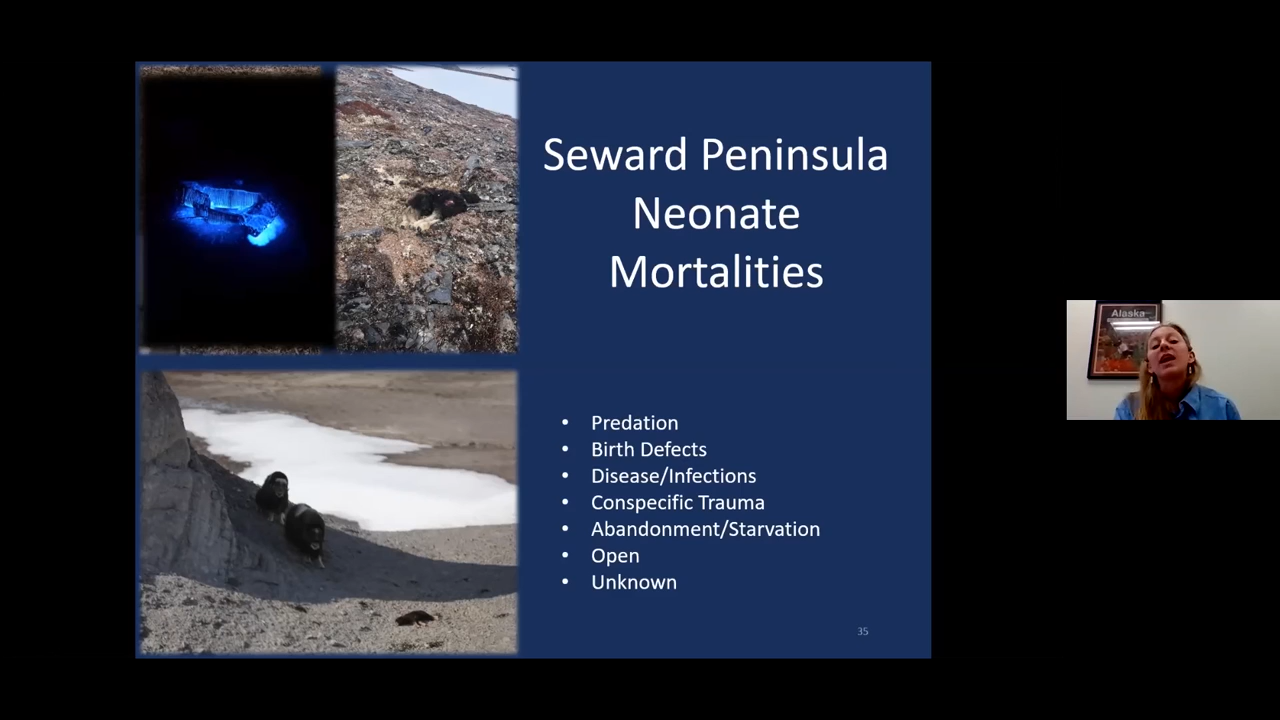 Seward Peninsula
Neonate
Mortalities
• Predation
• Birth Defects
• Disease/Infections
• Conspecific Trauma
• Abandonment/Starvation
• Open
• Unknown
35
Alaska